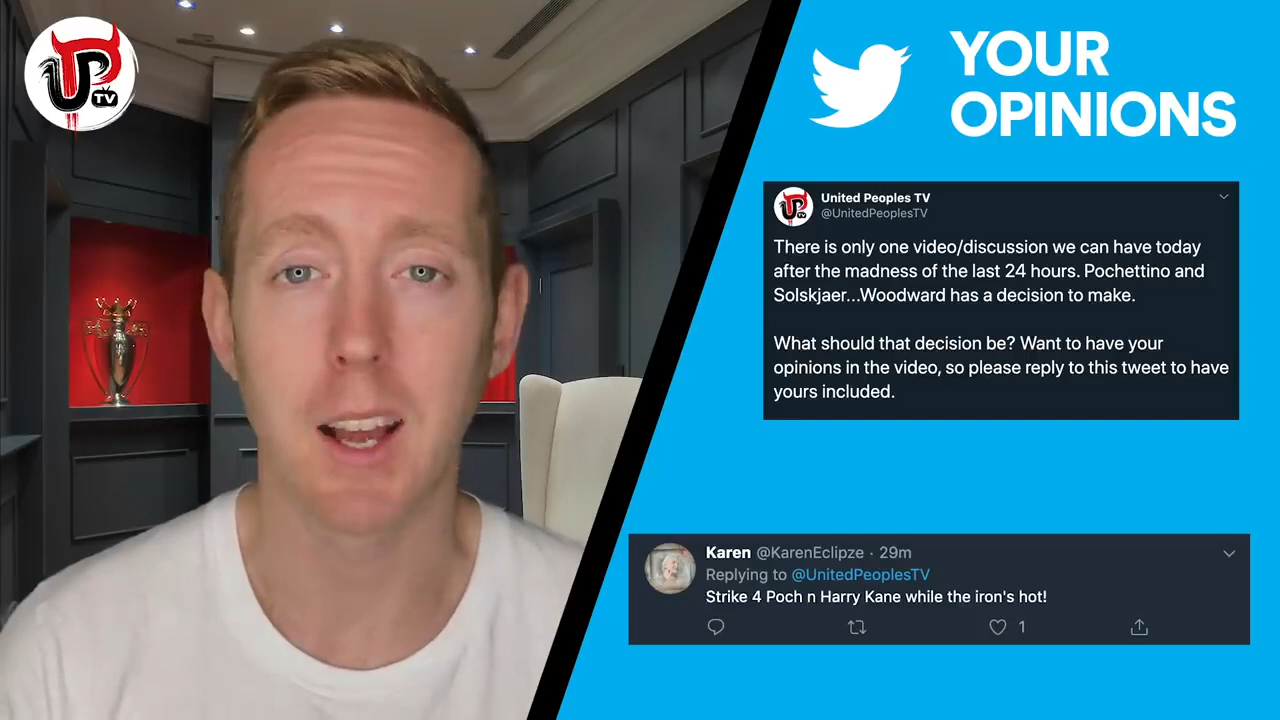 UP
TV
YOUR
OPINIONS
UP
TV
United Peoples TV
@UnitedPeoplesTV
There is only one video/discussion we can have today
after the madness of the last 24 hours. Pochettino and
Solskjaer...Woodward has a decision to make.
What should that decision be? Want to have your
opinions in the video, so please reply to this tweet to have
yours included.
Karen @KarenEclipze · 29m
Replying to @UnitedPeoplesTV
Strike 4 Poch n Harry Kane while the iron's hot!
1